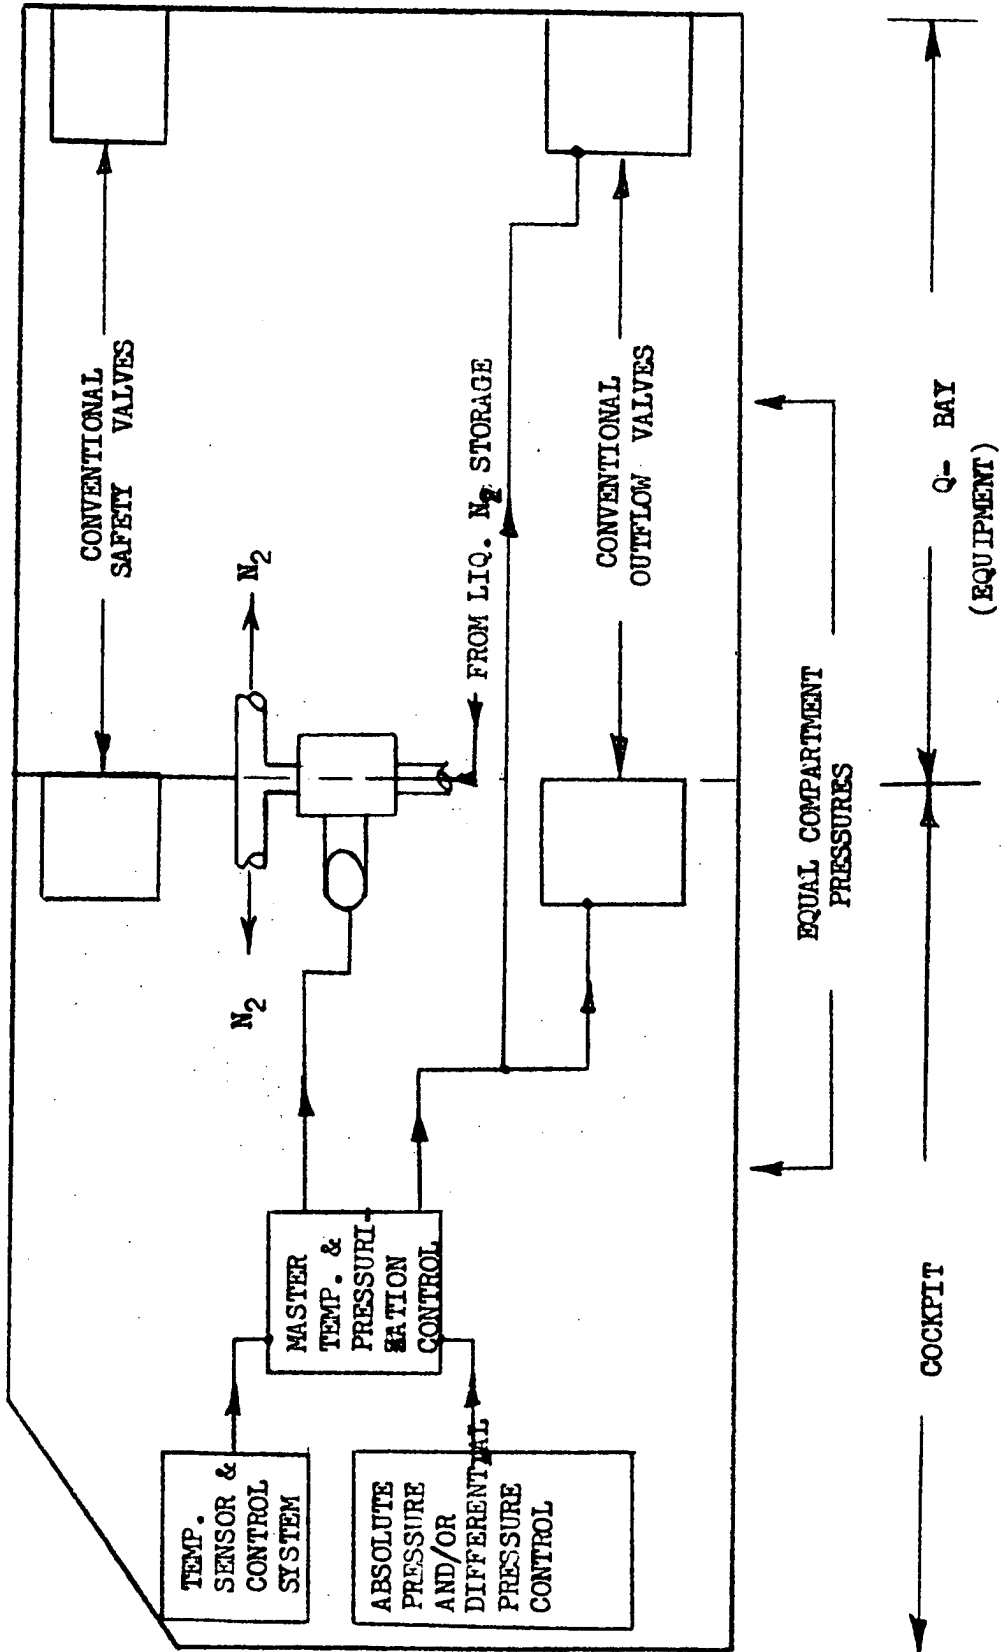 CONVENTIONAL
SAFETY VALVES
N2
N2
FROM LIQ. N2 STORAGE
TEMP.
SENSOR &
CONTROL
SYSTEM
MASTER
TEMP. &
PRESSURI-
ZATION
CONTROL
ABSOLUTE
PRESSURE
AND/OR
DIFFERENTIAL
PRESSURE
CONTROL
CONVENTIONAL
OUTFLOW VALVES
EQUAL COMPARTMENT
PRESSURES
COCKPIT
Q- BAY
(EQUIPMENT)